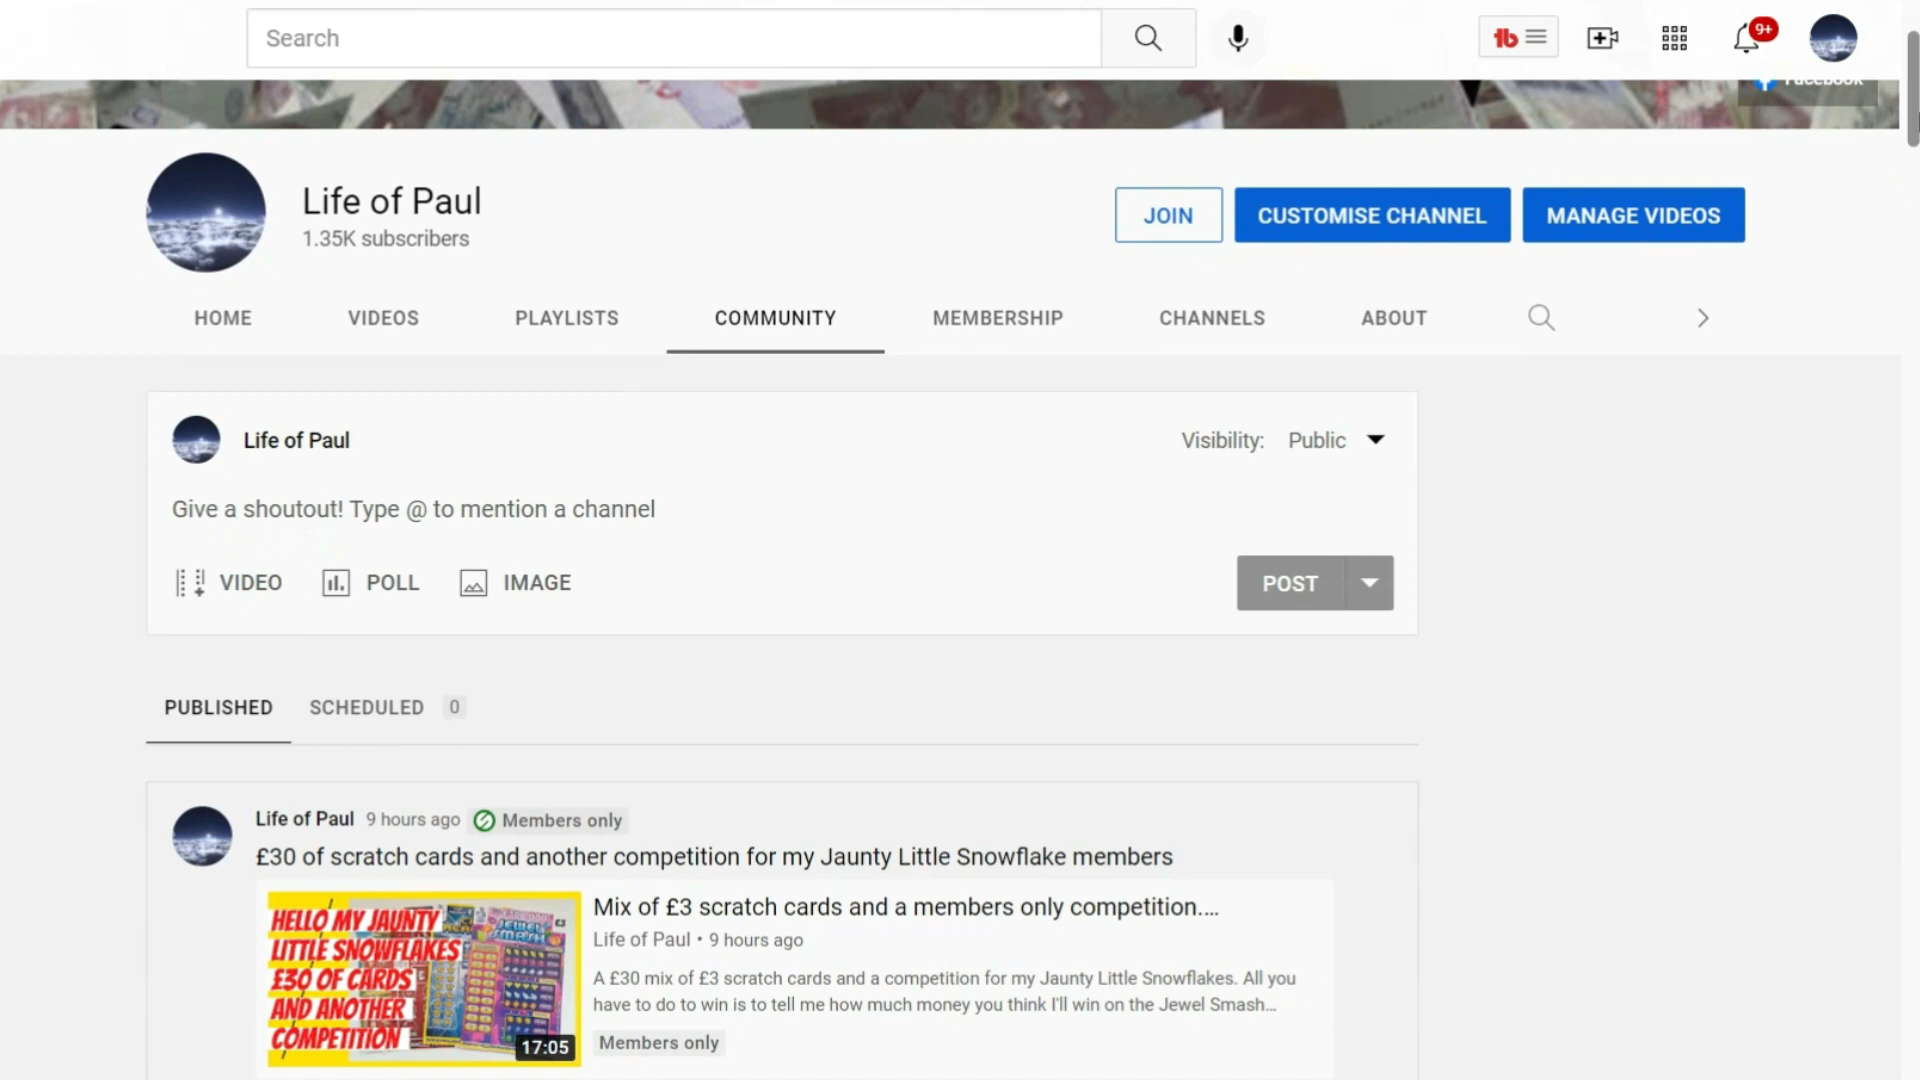 Search
9+
Facebook
Life of Paul
1.35K subscribers
JOIN
CUSTOMISE CHANNEL
MANAGE VIDEOS
HOME
VIDEOS
PLAYLISTS
COMMUNITY
MEMBERSHIP
CHANNELS
ABOUT
Life of Paul
Visibility: Public
Give a shoutout! Type @ to mention a channel
VIDEO
POLL
IMAGE
POST
PUBLISHED
SCHEDULED 0
Life of Paul 9 hours ago Members only
£30 of scratch cards and another competition for my Jaunty Little Snowflake members
HELLO MY JAUNTY
LITTLE SNOWFLAKES
£30 OF CARDS
AND ANOTHER
COMPETITION
JEWEL
SMASH
17:05
Mix of £3 scratch cards and a members only competition....
Life of Paul • 9 hours ago
A £30 mix of £3 scratch cards and a competition for my Jaunty Little Snowflakes. All you
have to do to win is to tell me how much money you think I'll win on the Jewel Smash...
Members only